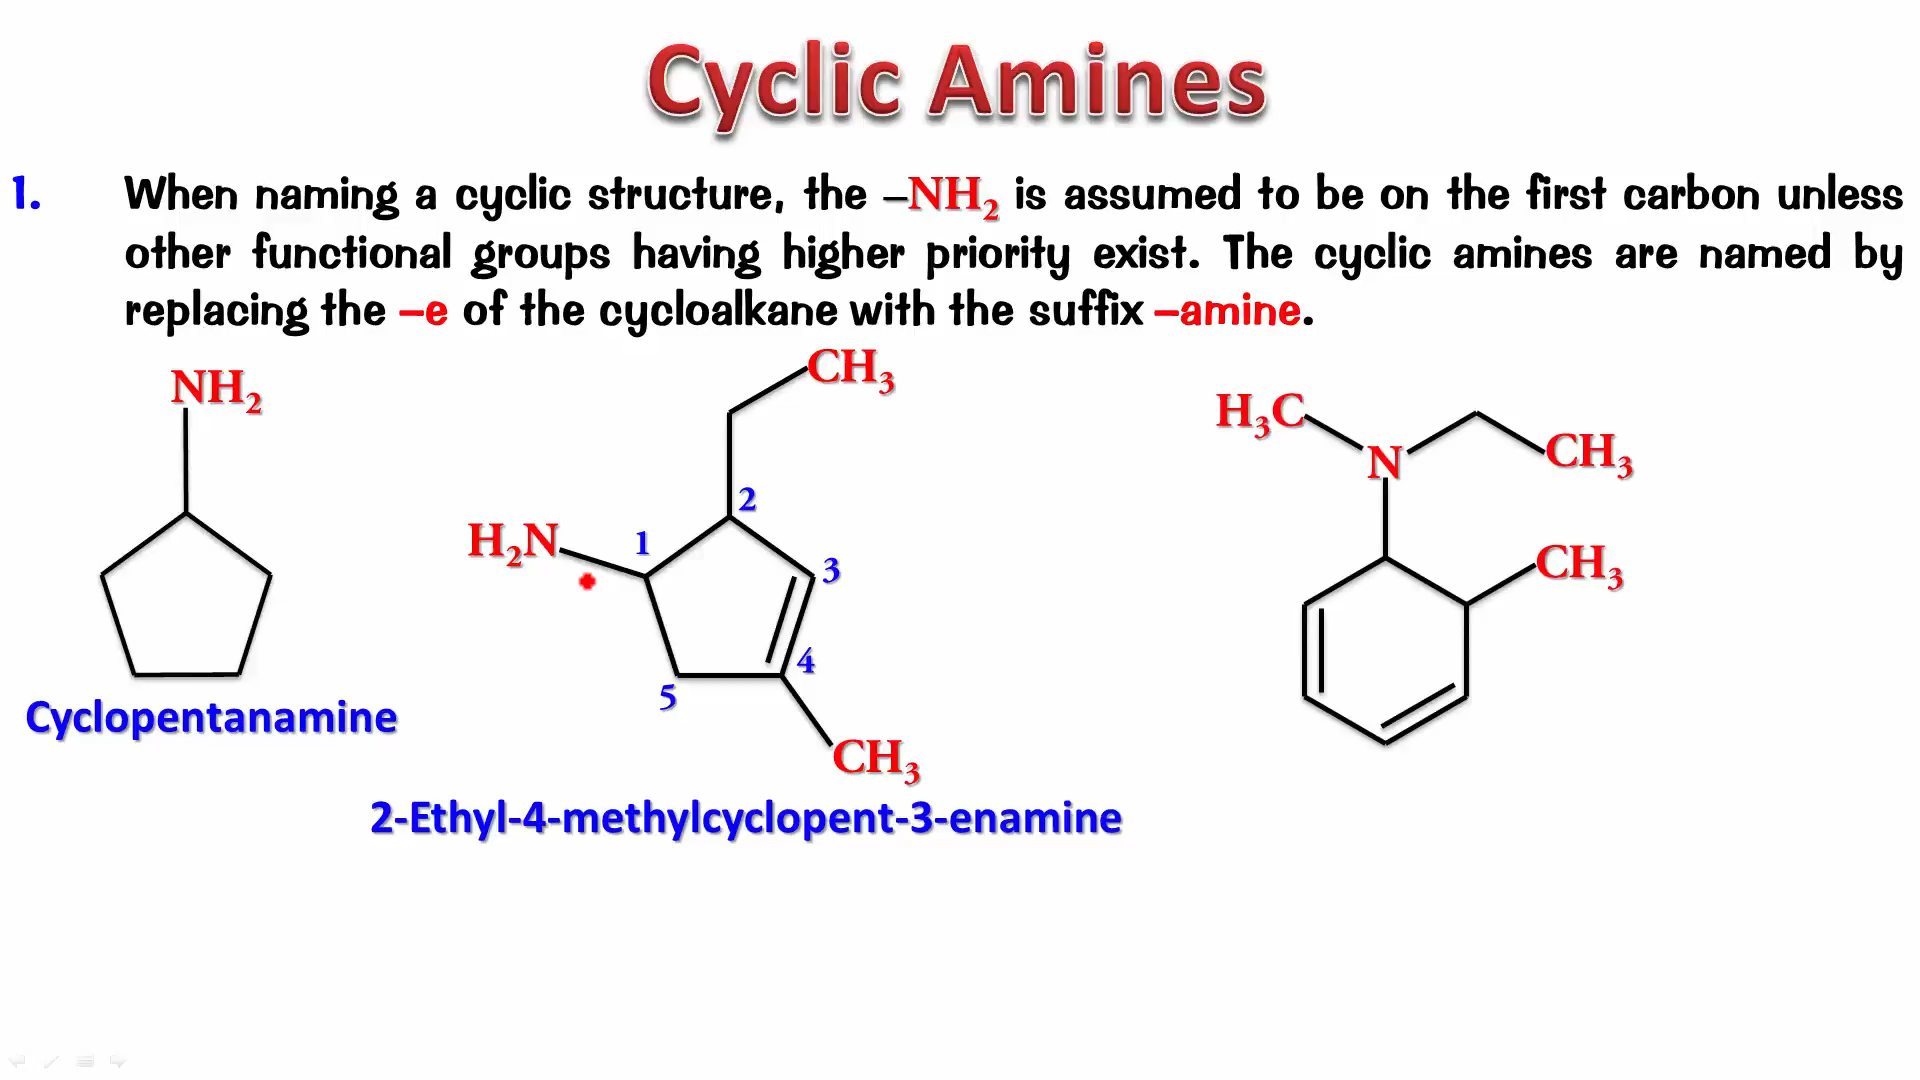 Cyclic Amines
1. When naming a cyclic structure, the –NH₂ is assumed to be on the first carbon unless
other functional groups having higher priority exist. The cyclic amines are named by
replacing the –e of the cycloalkane with the suffix –amine.
NH₂
Cyclopentanamine
CH₃
H₂N
1
2
3
4
5
CH₃
2-Ethyl-4-methylcyclopent-3-enamine
H₃C
N
CH₃
CH₃